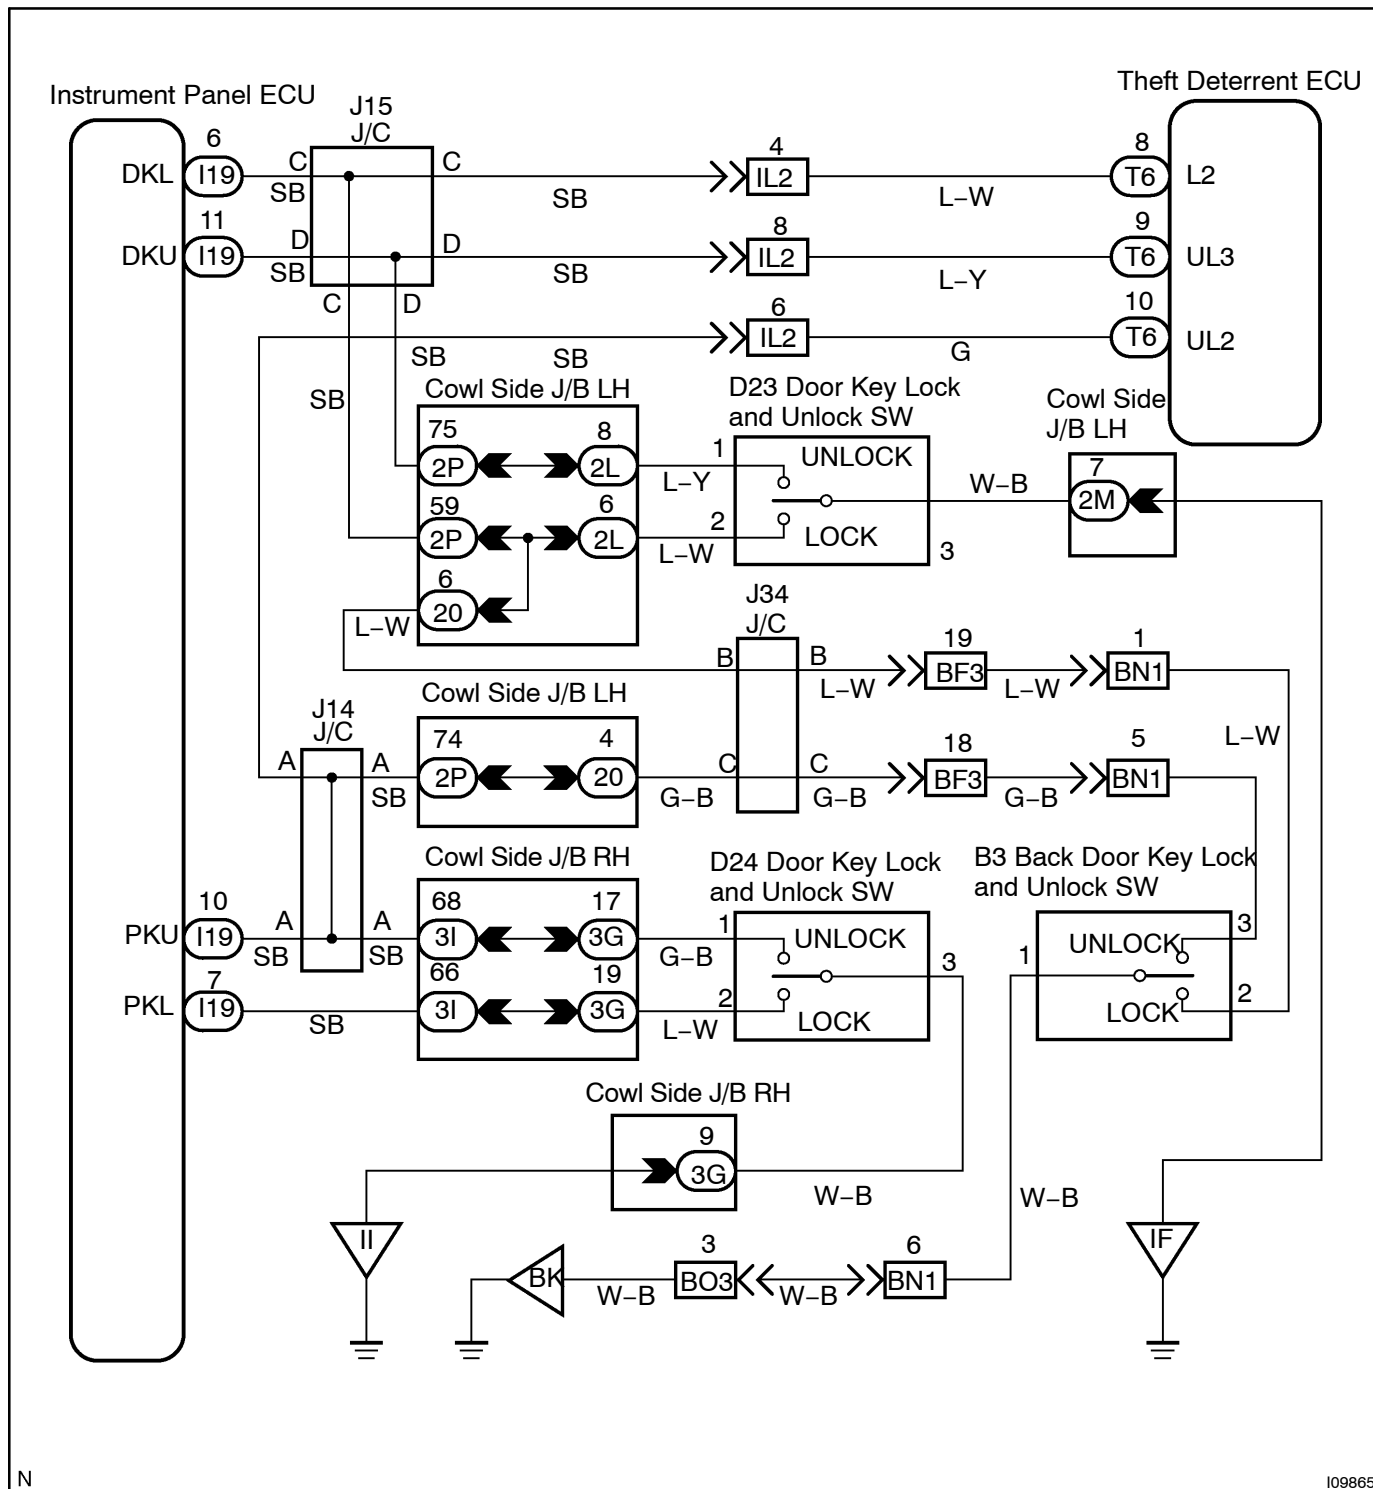 Instrument Panel ECU
Theft Deterrent ECU
J15
J/C
6
DKL
I19
C
SB
C
SB
4
IL2
L–W
8
T6
L2
11
DKU
I19
D
SB
D
SB
8
IL2
L–Y
9
T6
UL3
C
D
SB
SB
6
IL2
G
10
T6
UL2
SB
Cowl Side J/B LH
75
2P
8
2L
59
2P
6
2L
6
20
L–W
L–Y
L–W
D23 Door Key Lock
and Unlock SW
1
UNLOCK
2
LOCK
3
W–B
Cowl Side
J/B LH
7
2M
J34
J/C
B
B
L–W
19
BF3
L–W
1
BN1
L–W
J14
J/C
A
A
SB
Cowl Side J/B LH
74
2P
4
20
G–B
C
C
G–B
18
BF3
G–B
5
BN1
10
PKU
I19
SB
A
A
SB
7
PKL
I19
SB
Cowl Side J/B RH
68
3I
17
3G
66
3I
19
3G
G–B
L–W
D24 Door Key Lock
and Unlock SW
1
UNLOCK
2
LOCK
3
B3 Back Door Key Lock
and Unlock SW
1
UNLOCK
3
LOCK
2
Cowl Side J/B RH
9
3G
W–B
W–B
II
BK
W–B
3
BO3
W–B
6
BN1
IF
N
I09865